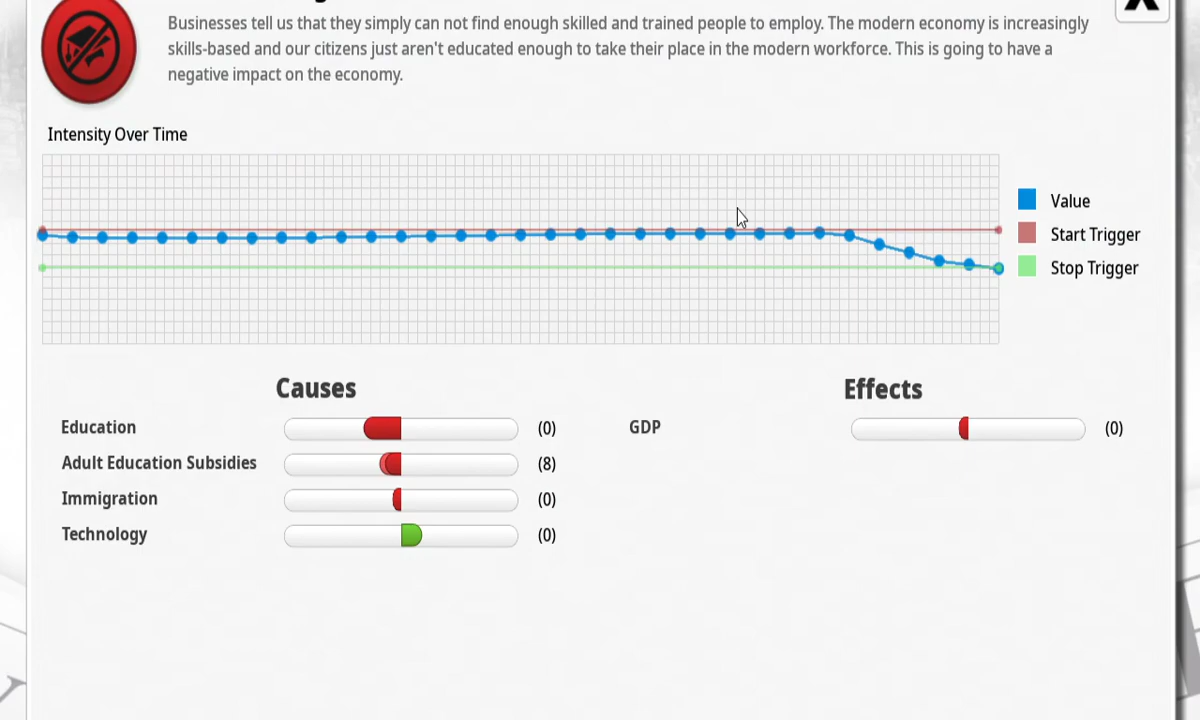 Businesses tell us that they simply can not find enough skilled and trained people to employ. The modern economy is increasingly
skills-based and our citizens just aren't educated enough to take their place in the modern workforce. This is going to have a
negative impact on the economy.
Intensity Over Time
Value
Start Trigger
Stop Trigger
Causes
Education (0)
Adult Education Subsidies (8)
Immigration (0)
Technology (0)
Effects
GDP (0)